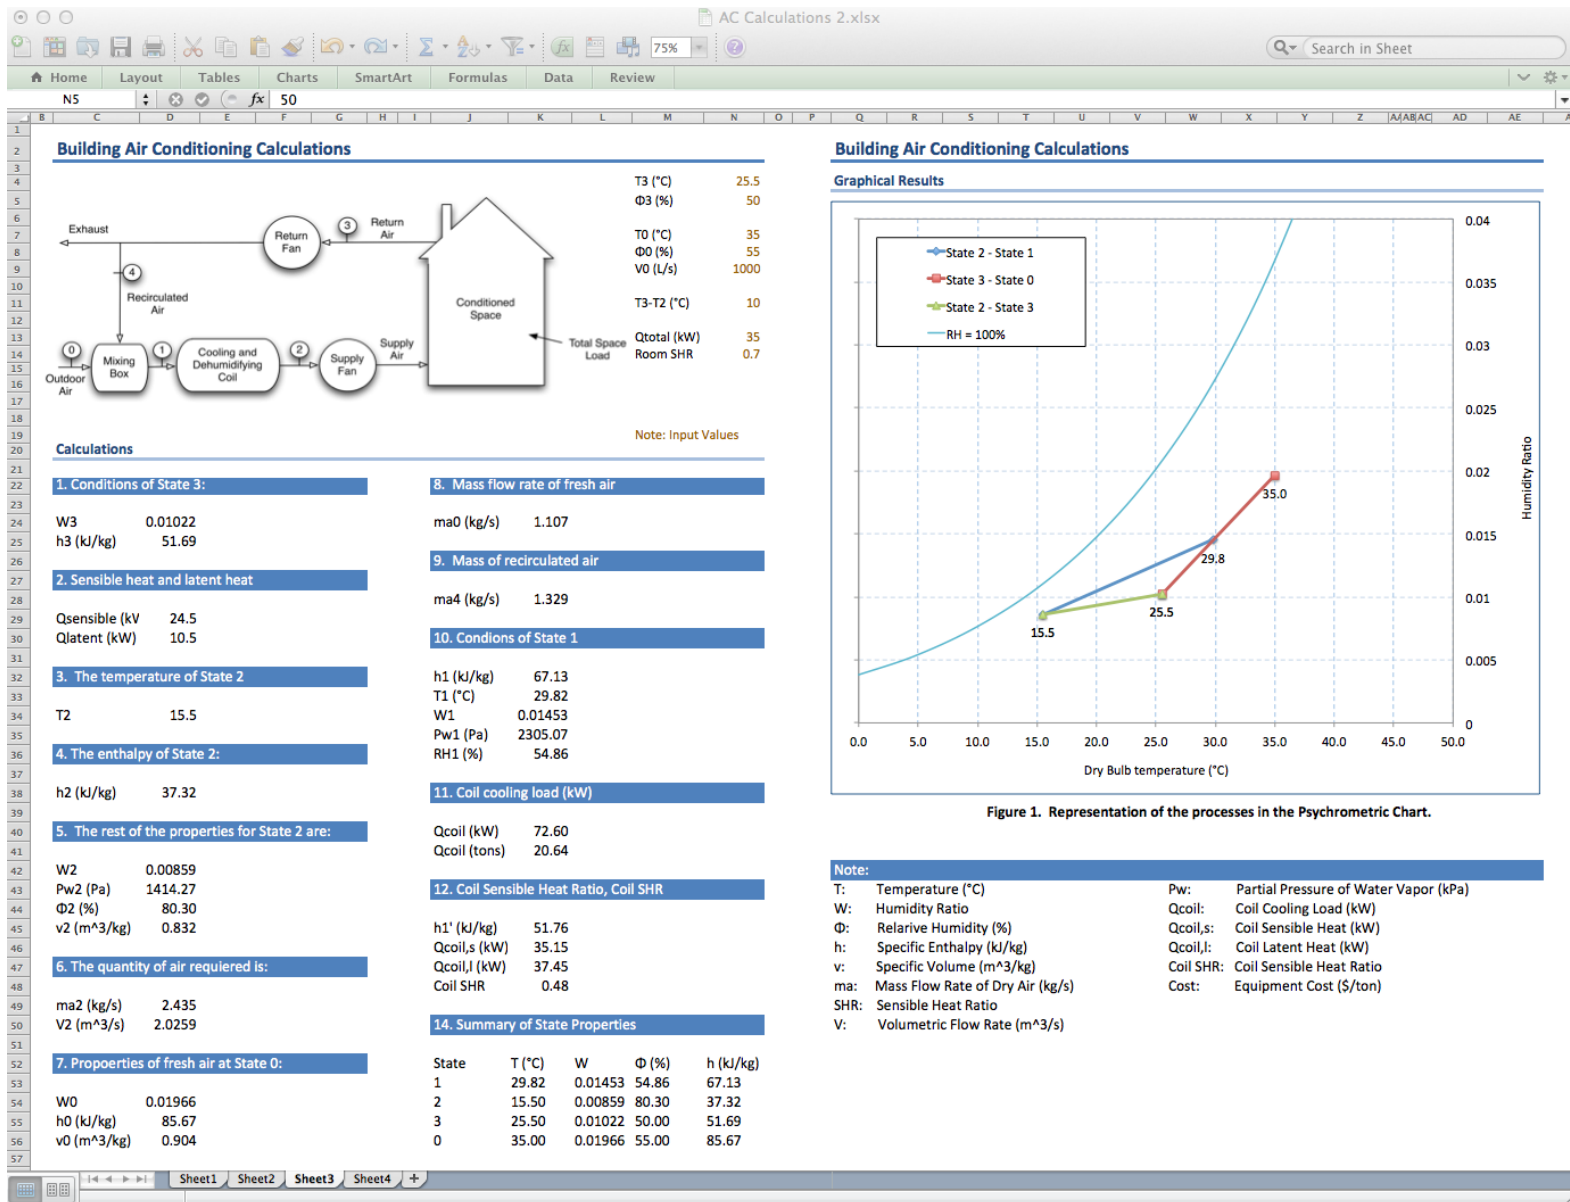 AC Calculations 2.xlsx
75%
Search in Sheet
Home Layout Tables Charts SmartArt Formulas Data Review
N5 fx 50
B C D E F G H I J K L M N O P Q R S T U V W X Y Z AA AB AC AD AE
Building Air Conditioning Calculations
T3 (°C) 25.5
Φ3 (%) 50
T0 (°C) 35
Φ0 (%) 55
V0 (L/s) 1000
T3-T2 (°C) 10
Qtotal (kW) 35
Room SHR 0.7
Note: Input Values
Exhaust
Return
Fan
3
Return
Air
4
Recirculated
Air
Conditioned
Space
Total Space
Load
0
Outdoor
Air
Mixing
Box
1
Cooling and
Dehumidifying
Coil
2
Supply
Fan
Supply
Air
Calculations
1. Conditions of State 3:
W3 0.01022
h3 (kJ/kg) 51.69
2. Sensible heat and latent heat
Qsensible (kV 24.5
Qlatent (kW) 10.5
3.  The temperature of State 2
T2 15.5
4. The enthalpy of State 2:
h2 (kJ/kg) 37.32
5.  The rest of the properties for State 2 are:
W2 0.00859
Pw2 (Pa) 1414.27
Φ2 (%) 80.30
v2 (m^3/kg) 0.832
6. The quantity of air requiered is:
ma2 (kg/s) 2.435
V2 (m^3/s) 2.0259
7. Propoerties of fresh air at State 0:
W0 0.01966
h0 (kJ/kg) 85.67
v0 (m^3/kg) 0.904
8.  Mass flow rate of fresh air
ma0 (kg/s) 1.107
9.  Mass of recirculated air
ma4 (kg/s) 1.329
10. Condions of State 1
h1 (kJ/kg) 67.13
T1 (°C) 29.82
W1 0.01453
Pw1 (Pa) 2305.07
RH1 (%) 54.86
11. Coil cooling load (kW)
Qcoil (kW) 72.60
Qcoil (tons) 20.64
12. Coil Sensible Heat Ratio, Coil SHR
h1' (kJ/kg) 51.76
Qcoil,s (kW) 35.15
Qcoil,l (kW) 37.45
Coil SHR 0.48
14. Summary of State Properties
State T (°C) W Φ (%) h (kJ/kg)
1 29.82 0.01453 54.86 67.13
2 15.50 0.00859 80.30 37.32
3 25.50 0.01022 50.00 51.69
0 35.00 0.01966 55.00 85.67
Building Air Conditioning Calculations
Graphical Results
State 2 - State 1
State 3 - State 0
State 2 - State 3
RH = 100%
35.0
29.8
25.5
15.5
0.04
0.035
0.03
0.025
0.02
0.015
0.01
0.005
0
Humidity Ratio
0.0 5.0 10.0 15.0 20.0 25.0 30.0 35.0 40.0 45.0 50.0
Dry Bulb temperature (°C)
Figure 1.  Representation of the processes in the Psychrometric Chart.
Note:
T: Temperature (°C) Pw: Partial Pressure of Water Vapor (kPa)
W: Humidity Ratio Qcoil: Coil Cooling Load (kW)
Φ: Relarive Humidity (%) Qcoil,s: Coil Sensible Heat (kW)
h: Specific Enthalpy (kJ/kg) Qcoil,l: Coil Latent Heat (kW)
v: Specific Volume (m^3/kg) Coil SHR: Coil Sensible Heat Ratio
ma: Mass Flow Rate of Dry Air (kg/s) Cost: Equipment Cost ($/ton)
SHR: Sensible Heat Ratio
V: Volumetric Flow Rate (m^3/s)
Sheet1 Sheet2 Sheet3 Sheet4 +